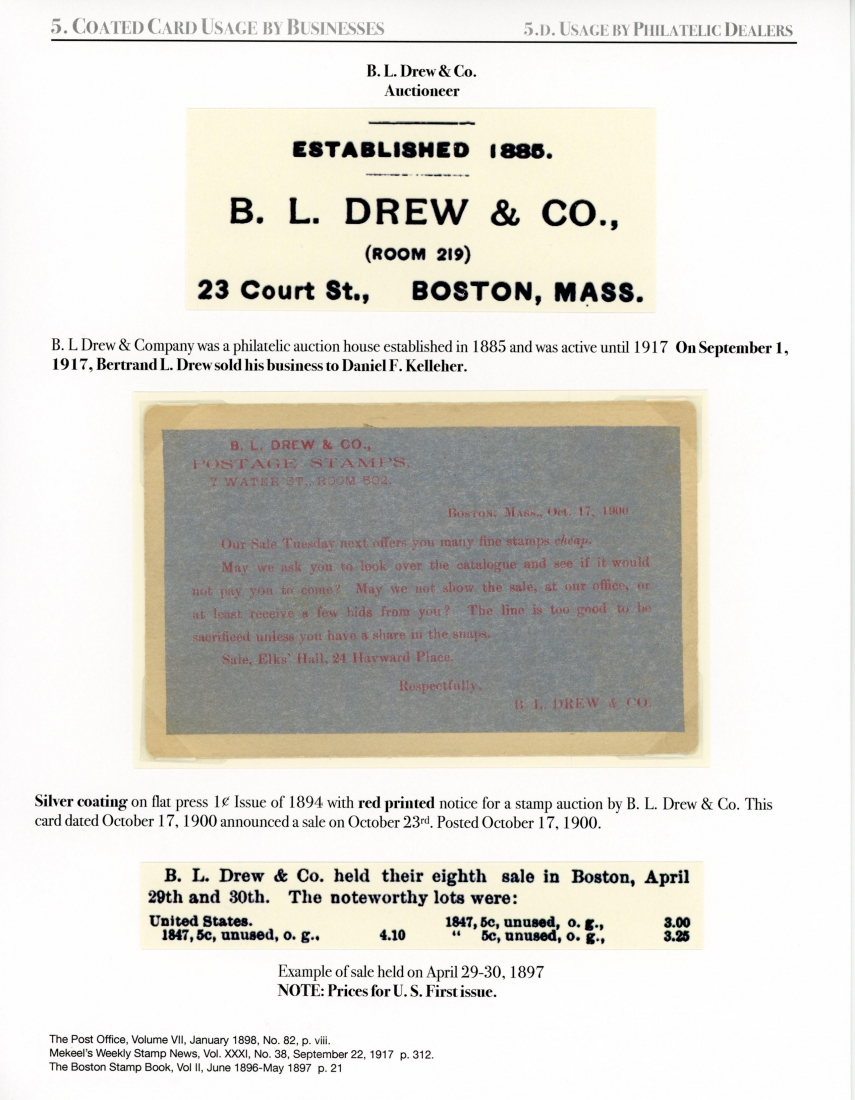 5. COATED CARD USAGE BY BUSINESSES
5.D. USAGE BY PHILATELIC DEALERS
B. L. Drew & Co.
Auctioneer
ESTABLISHED 1885.
B. L. DREW & CO.,
(ROOM 219)
23 Court St., BOSTON, MASS.
B. L Drew & Company was a philatelic auction house established in 1885 and was active until 1917 On September 1,
1917, Bertrand L. Drew sold his business to Daniel F. Kelleher.
B. L. DREW & CO.,
POSTAGE STAMPS,
7 WATER ST., ROOM 502.
BOSTON, MASS., Oct. 17, 1900
Our Sale Tuesday next offers you many fine stamps cheap.
May we ask you to look over the catalogue and see if it would
not pay you to come? May we not show the sale, at our office, or
at least receive a few bids from you? The line is too good to be
sacrificed unless you have a share in the snaps.
Sale, Elks' Hall, 24 Hayward Place.
Respectfully,
B. L. DREW & CO.
Silver coating on flat press 1¢ Issue of 1894 with red printed notice for a stamp auction by B. L. Drew & Co. This
card dated October 17, 1900 announced a sale on October 23rd. Posted October 17, 1900.
B. L. Drew & Co. held their eighth sale in Boston, April
29th and 30th. The noteworthy lots were:
United States.
1847, 5c, unused, o. g., 4.10
1847, 5c, unused, o. g., 3.00
" 5c, unused, o. g., 3.25
Example of sale held on April 29-30, 1897
NOTE: Prices for U. S. First issue.
The Post Office, Volume VII, January 1898, No. 82, p. viii.
Mekeel's Weekly Stamp News, Vol. XXXI, No. 38, September 22, 1917 p. 312.
The Boston Stamp Book, Vol II, June 1896-May 1897 p. 21